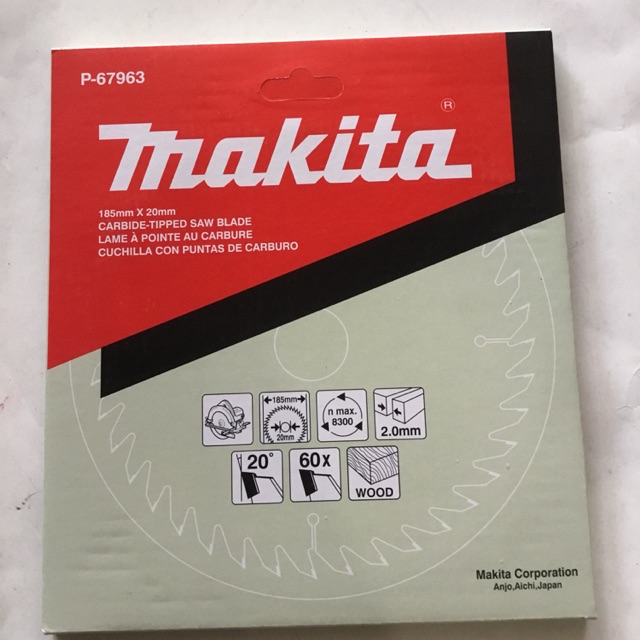 P-67963
makita®
185mm X 20mm
CARBIDE-TIPPED SAW BLADE
LAME À POINTE AU CARBURE
CUCHILLA CON PUNTAS DE CARBURO
185mm
20mm
n max.
8300
2.0mm
20°
60x
WOOD
Makita Corporation
Anjo,Aichi,Japan